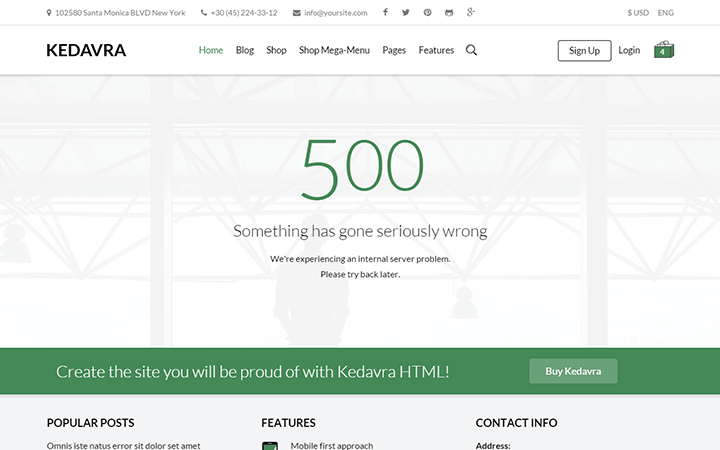 102580 Santa Monica BLVD New York +30 (45) 224-33-12 info@yoursite.com $ USD ENG
KEDAVRA Home Blog Shop Shop Mega-Menu Pages Features Sign Up Login 4
500
Something has gone seriously wrong
We're experiencing an internal server problem.
Please try back later.
Create the site you will be proud of with Kedavra HTML! Buy Kedavra
POPULAR POSTS FEATURES CONTACT INFO
Omnis iste natus error sit dolor set amet Mobile first approach Address: